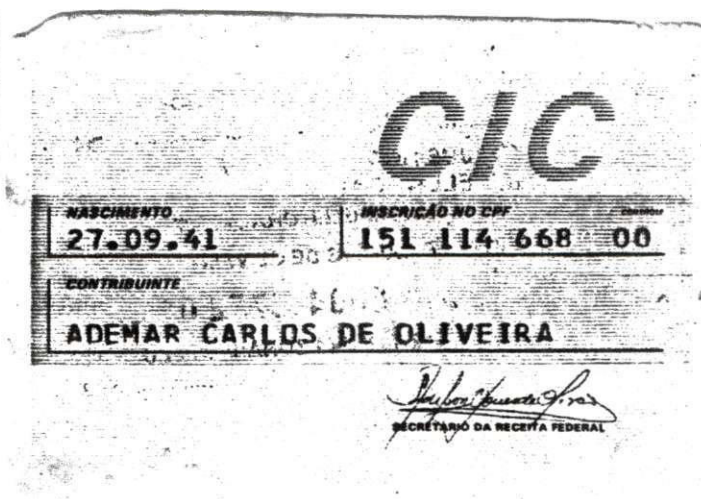 CIC
NASCIMENTO INSCRIÇÃO NO CPF CONTROLE
27.09.41 151 114 668 00
CONTRIBUINTE
ADEMAR CARLOS DE OLIVEIRA
SECRETÁRIO DA RECEITA FEDERAL